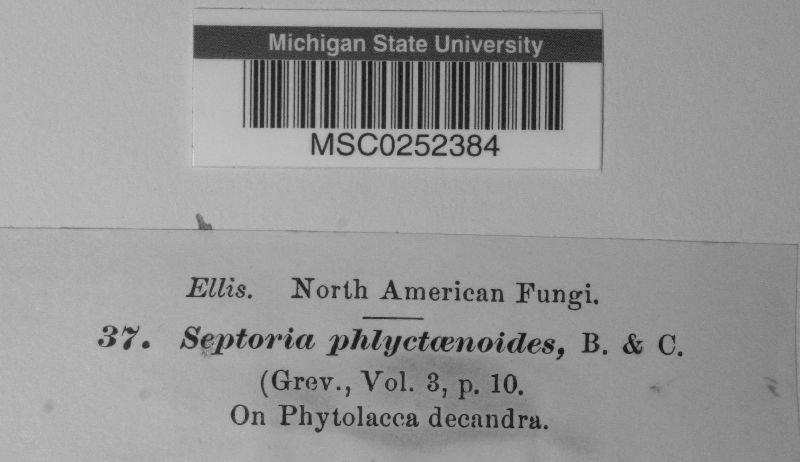 Michigan State University
MSC0252384
Ellis. North American Fungi.
37. Septoria phlyctænoides, B. & C.
(Grev., Vol. 3, p. 10.
On Phytolacca decandra.